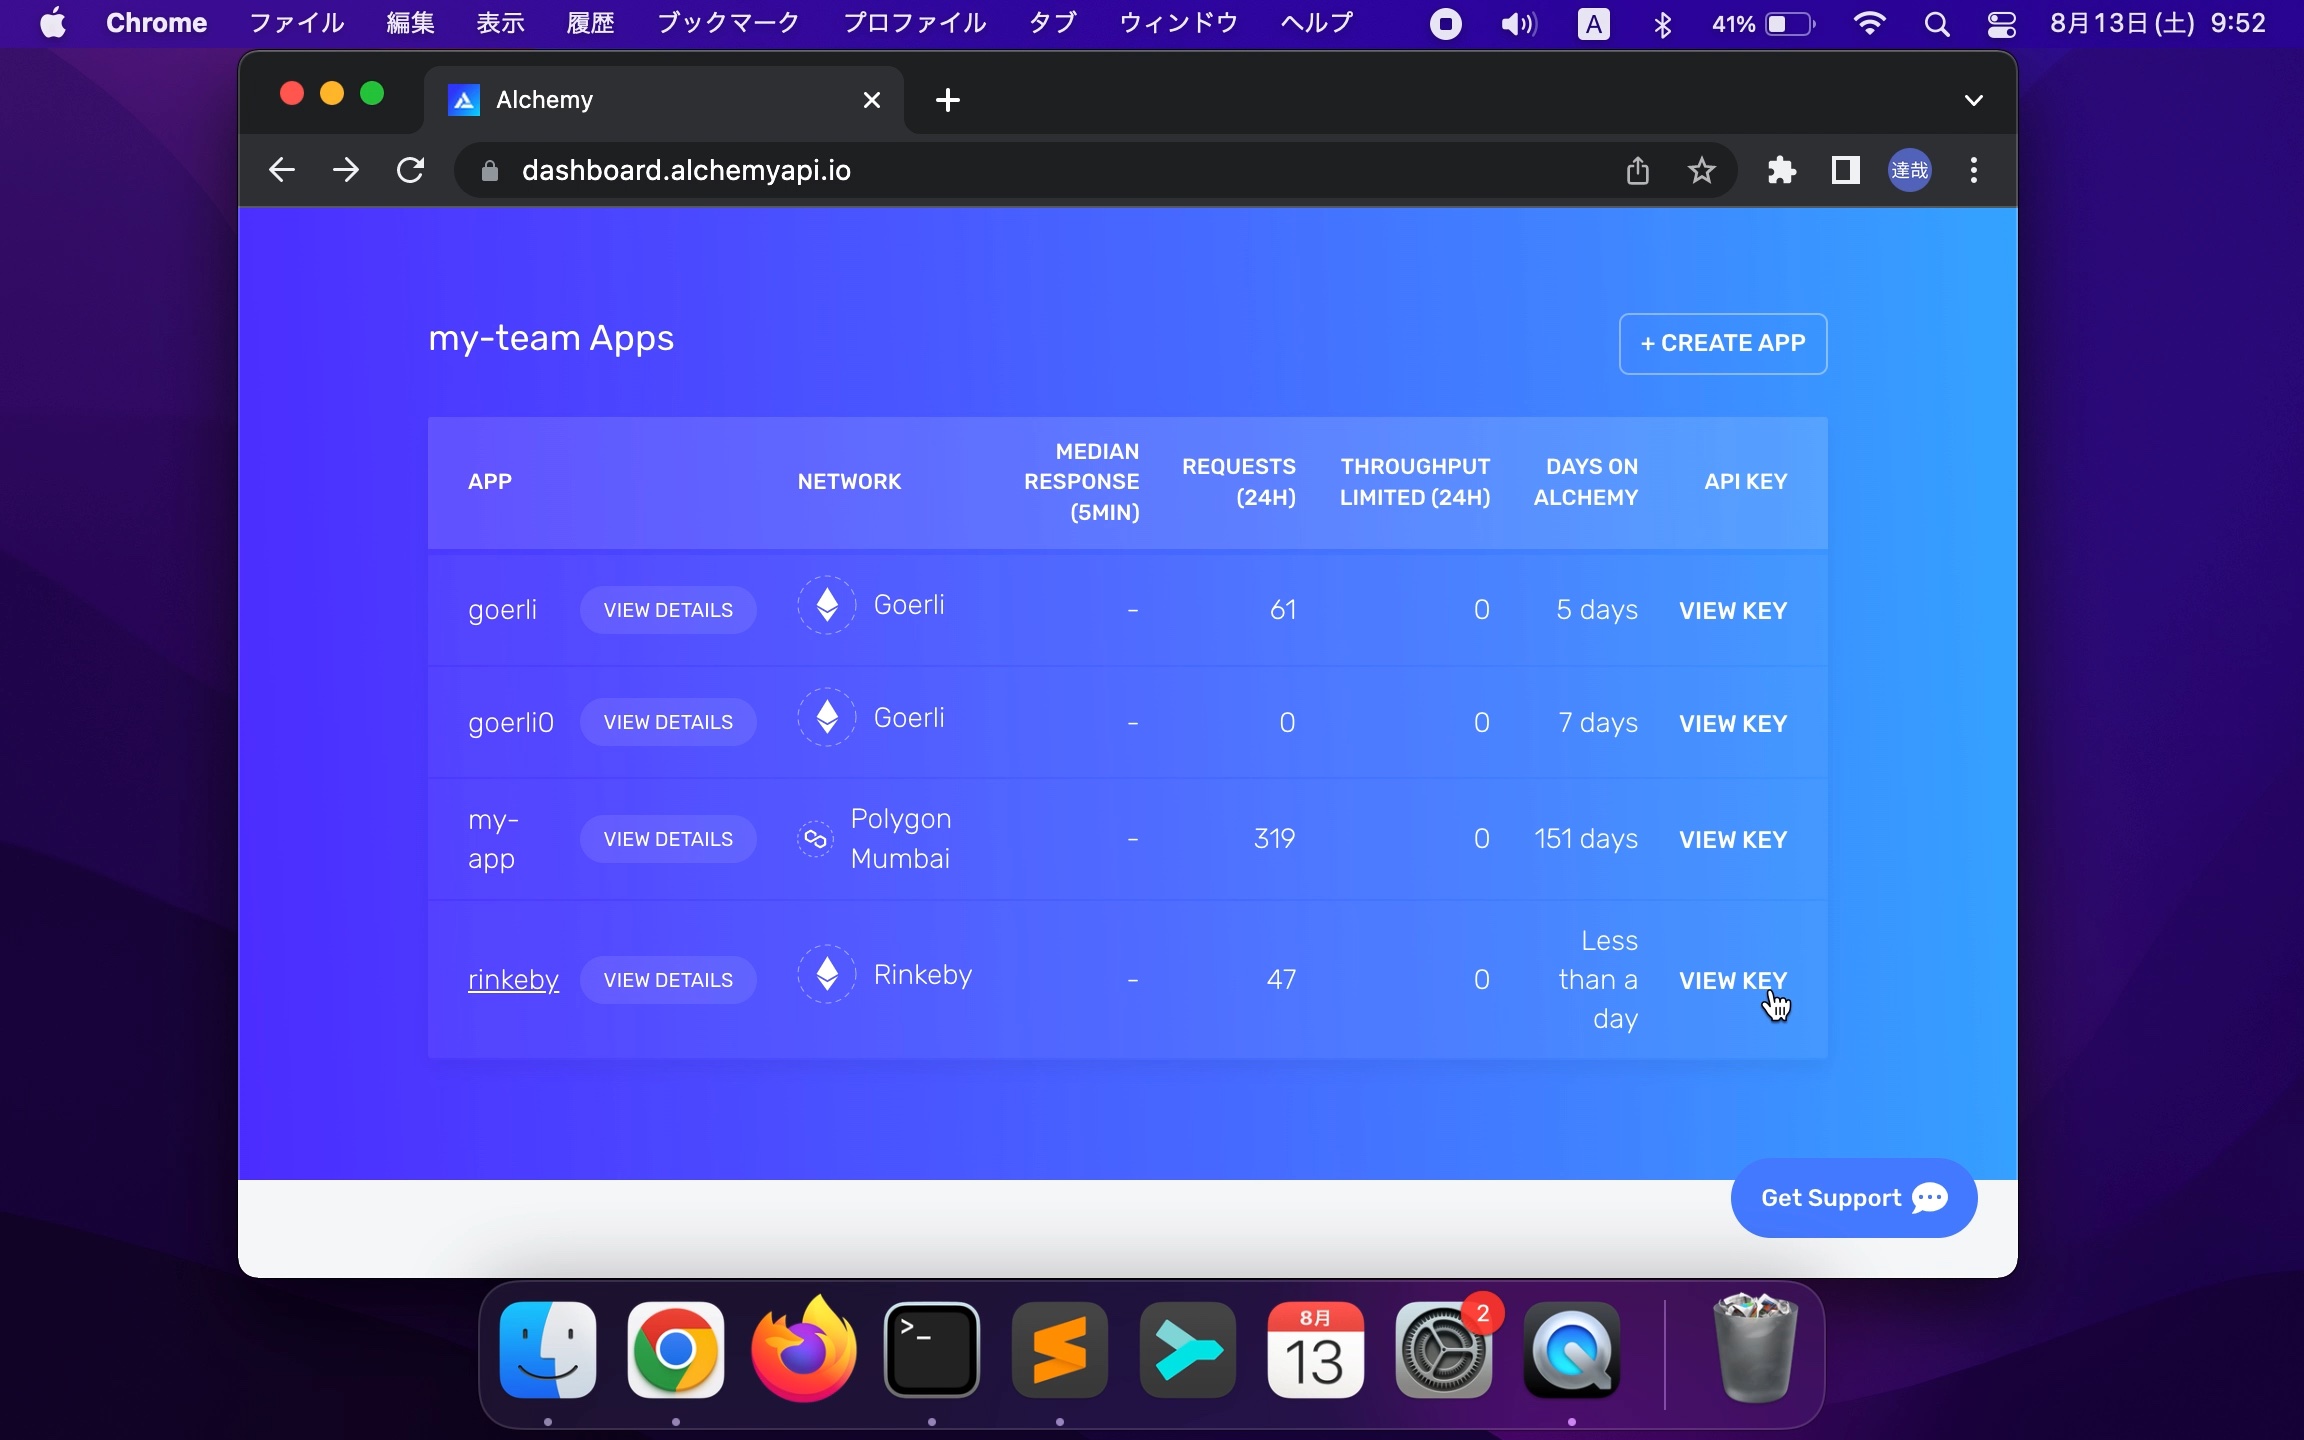 Chrome ファイル 編集 表示 履歴 ブックマーク プロファイル タブ ウィンドウ ヘルプ A 41% 8月13日(土) 9:52
Alchemy
dashboard.alchemyapi.io 達哉
my-team Apps
+ CREATE APP
APP NETWORK MEDIAN RESPONSE (5MIN) REQUESTS (24H) THROUGHPUT LIMITED (24H) DAYS ON ALCHEMY API KEY
goerli VIEW DETAILS Goerli - 61 0 5 days VIEW KEY
goerli0 VIEW DETAILS Goerli - 0 0 7 days VIEW KEY
my-app VIEW DETAILS Polygon Mumbai - 319 0 151 days VIEW KEY
rinkeby VIEW DETAILS Rinkeby - 47 0 Less than a day VIEW KEY
Get Support
>_
8月
13
2